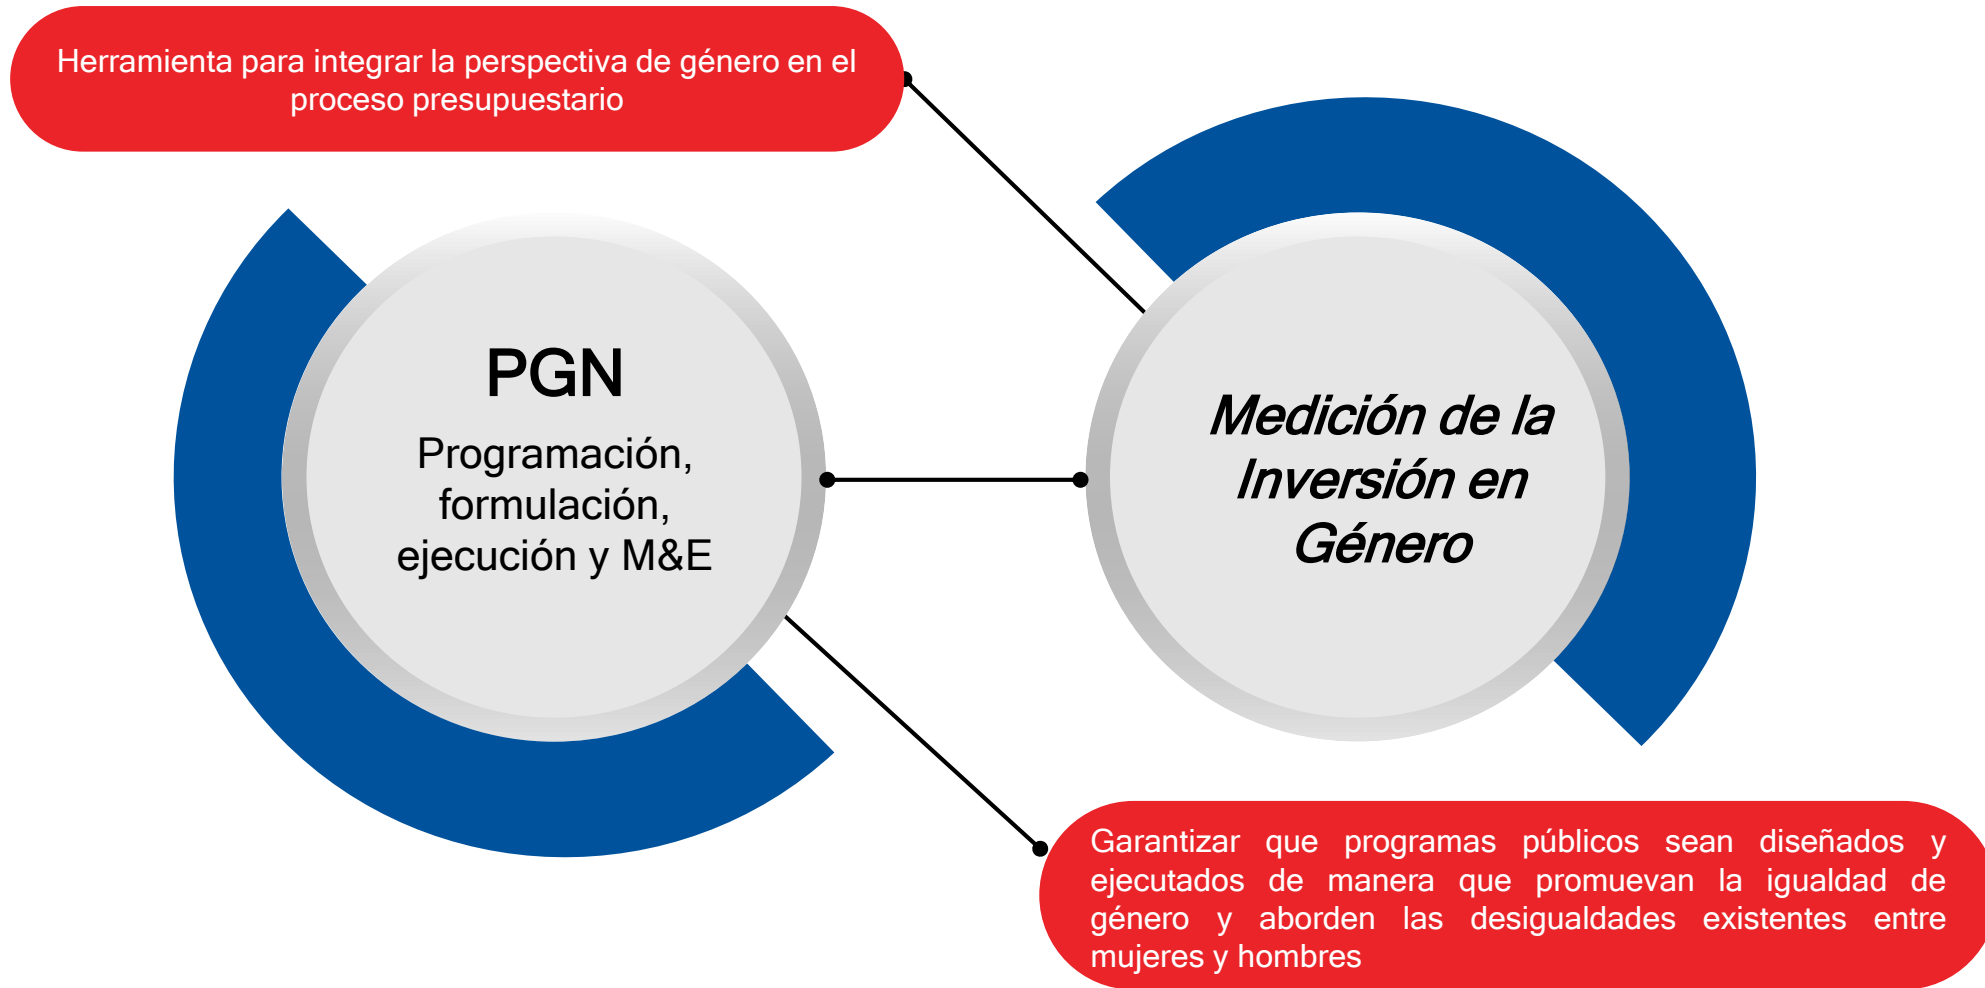 Herramienta para integrar la perspectiva de género en el
proceso presupuestario
PGN
Programación,
formulación,
ejecución y M&E
Medición de la
Inversión en
Género
Garantizar que programas públicos sean diseñados y
ejecutados de manera que promuevan la igualdad de
género y aborden las desigualdades existentes entre
mujeres y hombres